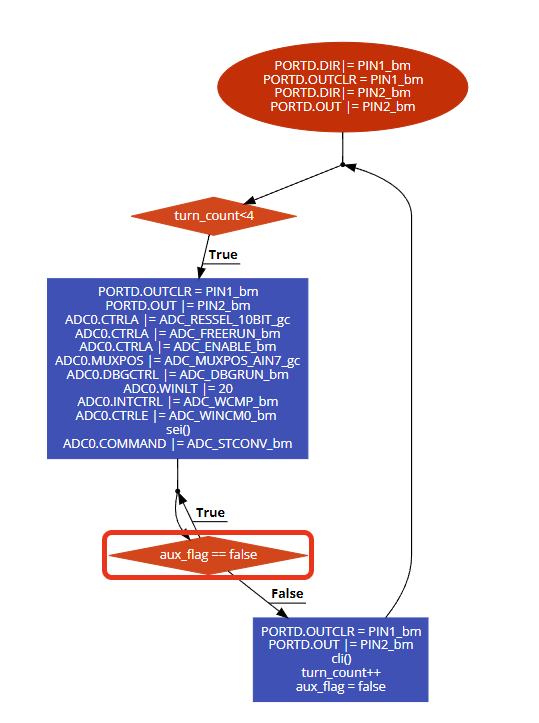 PORTD.DIR|= PIN1_bm
PORTD.OUTCLR = PIN1_bm
PORTD.DIR|= PIN2_bm
PORTD.OUT |= PIN2_bm
turn_count<4
True
PORTD.OUTCLR = PIN1_bm
PORTD.OUT |= PIN2_bm
ADC0.CTRLA |= ADC_RESSEL_10BIT_gc
ADC0.CTRLA |= ADC_FREERUN_bm
ADC0.CTRLA |= ADC_ENABLE_bm
ADC0.MUXPOS |= ADC_MUXPOS_AIN7_gc
ADC0.DBGCTRL |= ADC_DBGRUN_bm
ADC0.WINLT |= 20
ADC0.INTCTRL |= ADC_WCMP_bm
ADC0.CTRLE |= ADC_WINCM0_bm
sei()
ADC0.COMMAND |= ADC_STCONV_bm
True
aux_flag == false
False
PORTD.OUTCLR = PIN1_bm
PORTD.OUT |= PIN2_bm
cli()
turn_count++
aux_flag = false